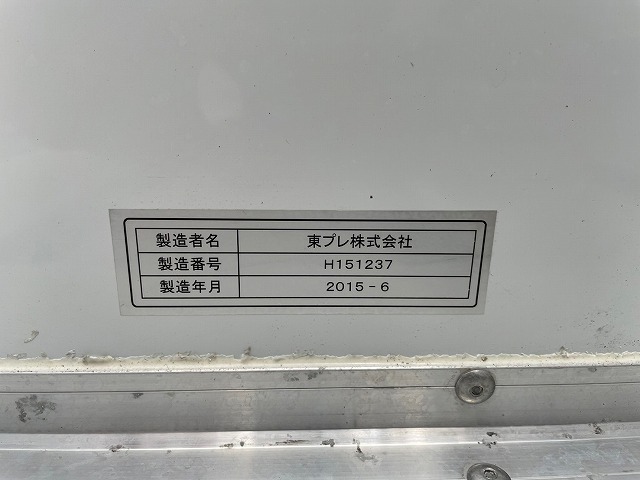 製造者名 東プレ株式会社
製造番号 H151237
製造年月 2015-6